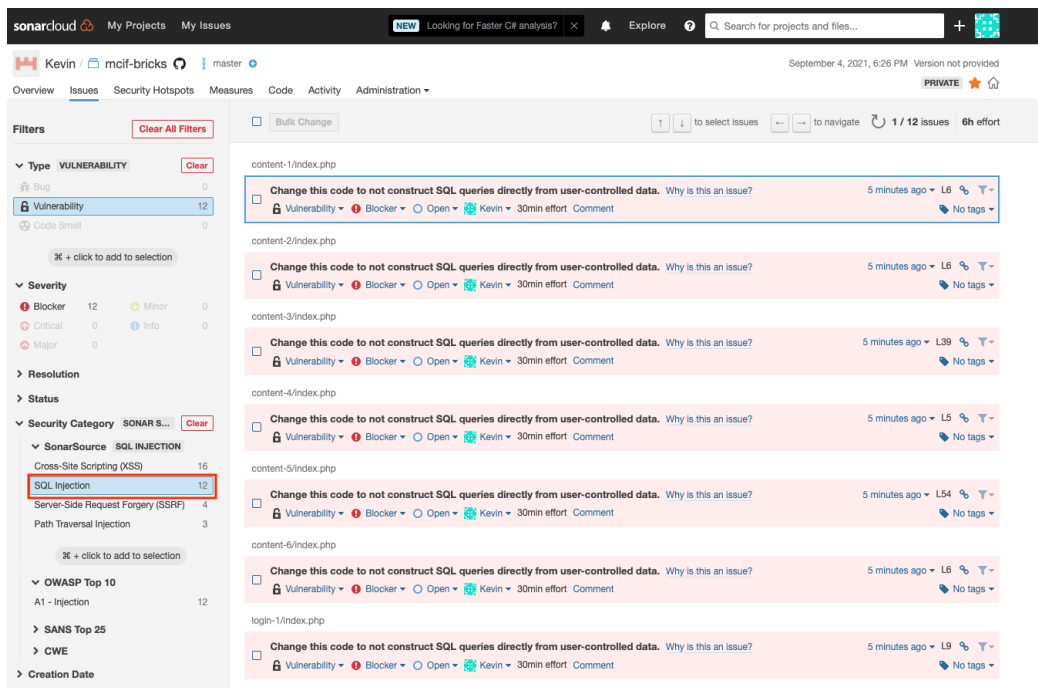 sonarcloud My Projects My Issues NEW Looking for Faster C# analysis? Explore Search for projects and files...
Kevin / mcif-bricks master September 4, 2021, 6:26 PM Version not provided
Overview Issues Security Hotspots Measures Code Activity Administration PRIVATE
Filters Clear All Filters
Bulk Change ↑ ↓ to select issues ← → to navigate 1 / 12 issues 6h effort
Type VULNERABILITY Clear
Bug 0
Vulnerability 12
Code Smell 0
⌘ + click to add to selection
Severity
Blocker 12 Minor 0
Critical 0 Info 0
Major 0
Resolution
Status
Security Category SONAR S... Clear
SonarSource SQL INJECTION
Cross-Site Scripting (XSS) 16
SQL Injection 12
Server-Side Request Forgery (SSRF) 4
Path Traversal Injection 3
⌘ + click to add to selection
OWASP Top 10
A1 - Injection 12
SANS Top 25
CWE
Creation Date
content-1/index.php
Change this code to not construct SQL queries directly from user-controlled data. Why is this an issue? 5 minutes ago L6
Vulnerability Blocker Open Kevin 30min effort Comment No tags
content-2/index.php
Change this code to not construct SQL queries directly from user-controlled data. Why is this an issue? 5 minutes ago L6
Vulnerability Blocker Open Kevin 30min effort Comment No tags
content-3/index.php
Change this code to not construct SQL queries directly from user-controlled data. Why is this an issue? 5 minutes ago L39
Vulnerability Blocker Open Kevin 30min effort Comment No tags
content-4/index.php
Change this code to not construct SQL queries directly from user-controlled data. Why is this an issue? 5 minutes ago L5
Vulnerability Blocker Open Kevin 30min effort Comment No tags
content-5/index.php
Change this code to not construct SQL queries directly from user-controlled data. Why is this an issue? 5 minutes ago L54
Vulnerability Blocker Open Kevin 30min effort Comment No tags
content-6/index.php
Change this code to not construct SQL queries directly from user-controlled data. Why is this an issue? 5 minutes ago L6
Vulnerability Blocker Open Kevin 30min effort Comment No tags
login-1/index.php
Change this code to not construct SQL queries directly from user-controlled data. Why is this an issue? 5 minutes ago L9
Vulnerability Blocker Open Kevin 30min effort Comment No tags